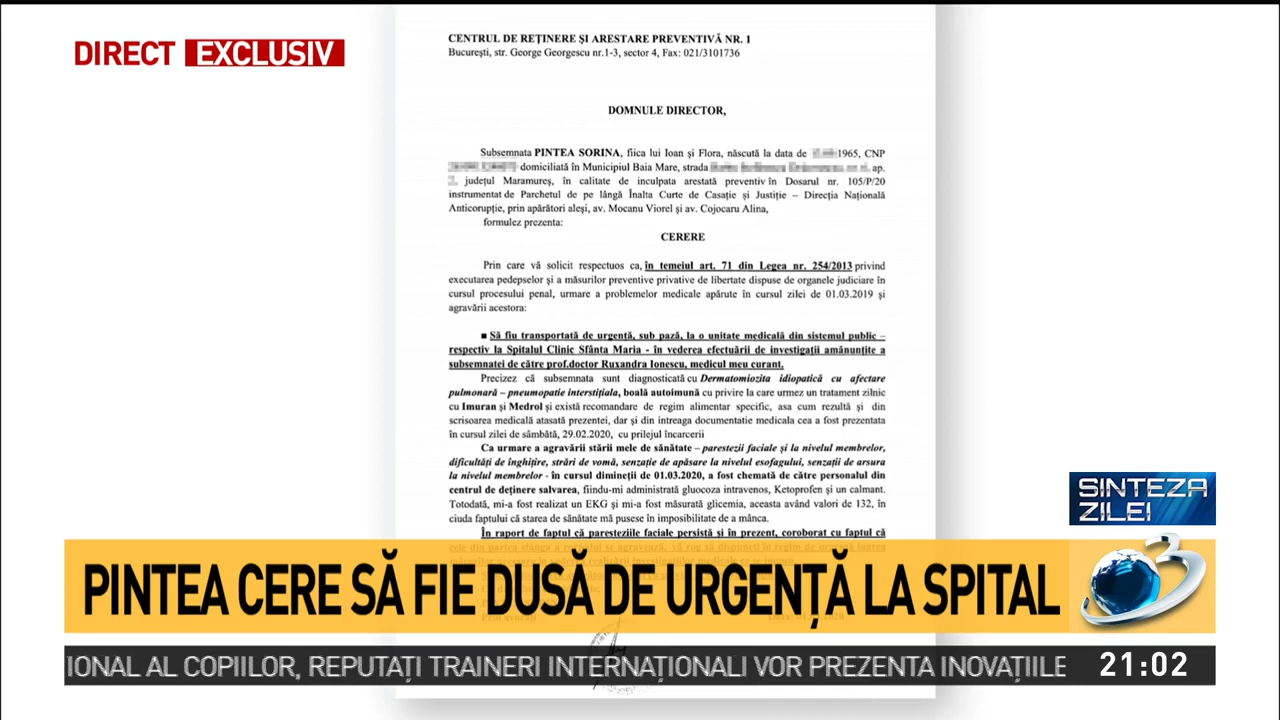 DIRECT EXCLUSIV
CENTRUL DE REȚINERE ȘI ARESTARE PREVENTIVĂ NR. 1
București, str. George Georgescu nr.1-3, sector 4, Fax: 021/3101736
DOMNULE DIRECTOR,
Subsemnata PINTEA SORINA, fiica lui Ioan și Flora, născută la data de 1965, CNP
domiciliată în Municipiul Baia Mare, strada ap.
județul Maramureș, în calitate de inculpata arestată preventiv în Dosarul nr. 105/P/20
instrumentat de Parchetul de pe lângă Înalta Curte de Casație și Justiție – Direcția Națională
Anticorupție, prin apărători aleși, av. Mocanu Viorel și av. Cojocaru Alina,
formulez prezenta:
CERERE
Prin care vă solicit respectuos ca, în temeiul art. 71 din Legea nr. 254/2013 privind
executarea pedepselor și a măsurilor preventive privative de libertate dispuse de organele judiciare în
cursul procesului penal, urmare a problemelor medicale apărute în cursul zilei de 01.03.2019 și
agravării acestora:
■ Să fiu transportată de urgență, sub pază, la o unitate medicală din sistemul public –
respectiv la Spitalul Clinic Sfânta Maria - în vederea efectuării de investigații amănunțite a
subsemnatei de către prof.doctor Ruxandra Ionescu, medicul meu curant.
Precizez că subsemnata sunt diagnosticată cu Dermatomiozita idiopatică cu afectare
pulmonară – pneumopatie interstițiala, boală autoimună cu privire la care urmez un tratament zilnic
cu Imuran și Medrol și există recomandare de regim alimentar specific, asa cum rezultă și din
scrisoarea medicală atasată prezentei, dar și din intreaga documentatie medicala cea a fost prezentata
în cursul zilei de sâmbătă, 29.02.2020, cu prilejul încarcerii
Ca urmare a agravării stării mele de sănătate – parestezii faciale și la nivelul membrelor,
dificultăți de înghițire, strări de vomă, senzație de apăsare la nivelul esofagului, senzații de arsura
la nivelul membrelor - în cursul dimineții de 01.03.2020, a fost chemată de către personalul din
centrul de deținere salvarea, fiindu-mi administrată gluocoza intravenos, Ketoprofen și un calmant.
Totodată, mi-a fost realizat un EKG și mi-a fost măsurată glicemia, aceasta având valori de 132, în
ciuda faptului că starea de sănătate mă pusese în imposibilitate de a mânca.
În raport de faptul că paresteziile faciale persistă și în prezent, coroborat cu faptul că
SINTEZA
ZILEI
PINTEA CERE SĂ FIE DUSĂ DE URGENȚĂ LA SPITAL
3
IONAL AL COPIILOR, REPUTAȚI TRAINERI INTERNAȚIONALI VOR PREZENTA INOVAȚIILE
21:02